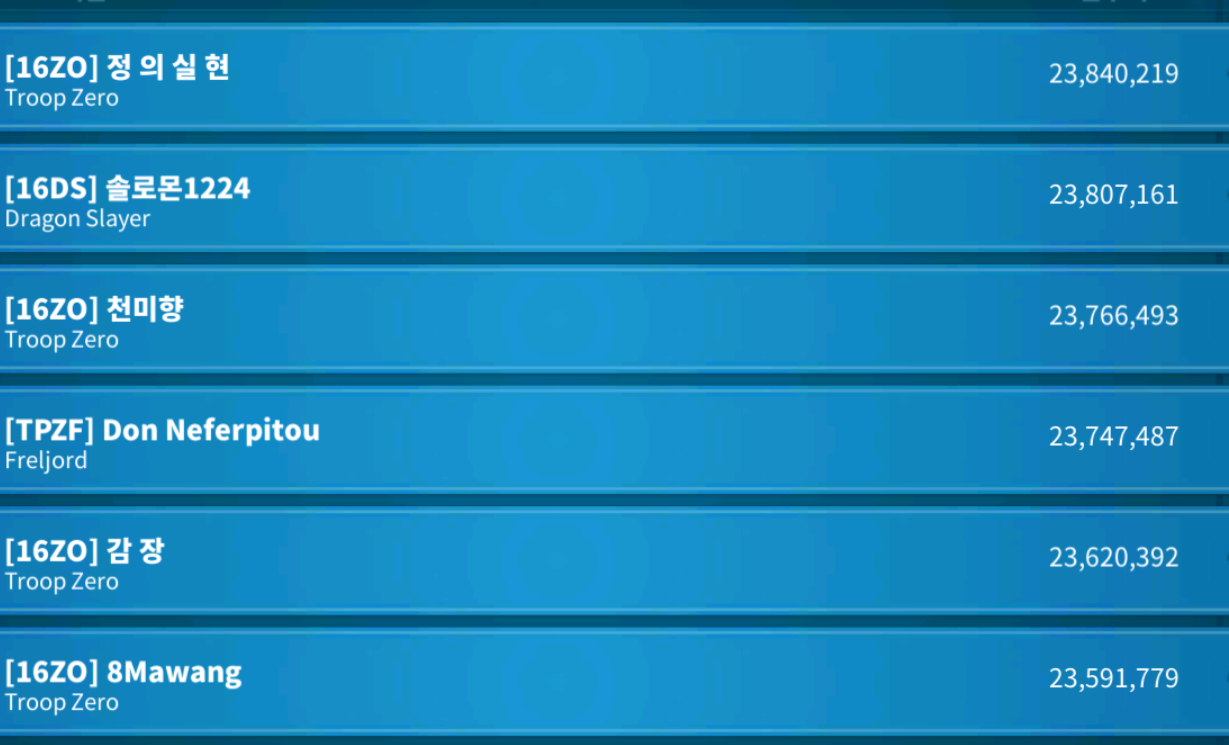 [16ZO] 정 의 실 현
23,840,219
Troop Zero
[16DS] 솔로몬1224
23,807,161
Dragon Slayer
[16ZO] 천미향
23,766,493
Troop Zero
[TPZF] Don Neferpitou
23,747,487
Freljord
[16ZO] 감 장
23,620,392
Troop Zero
[16ZO] 8Mawang
23,591,779
Troop Zero